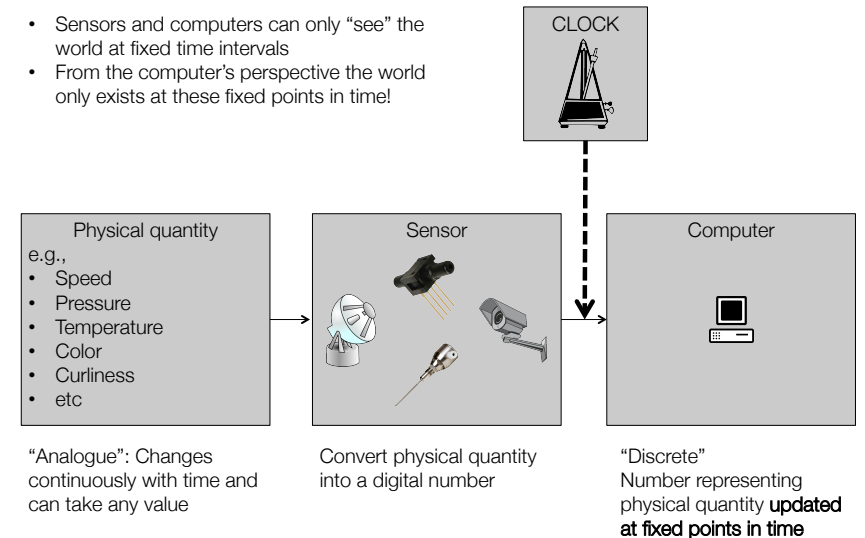 • Sensors and computers can only “see” the
world at fixed time intervals
• From the computer’s perspective the world
only exists at these fixed points in time!
CLOCK
Physical quantity
e.g.,
• Speed
• Pressure
• Temperature
• Color
• Curliness
• etc
Sensor
Computer
“Analogue”: Changes
continuously with time and
can take any value
Convert physical quantity
into a digital number
“Discrete”
Number representing
physical quantity updated
at fixed points in time